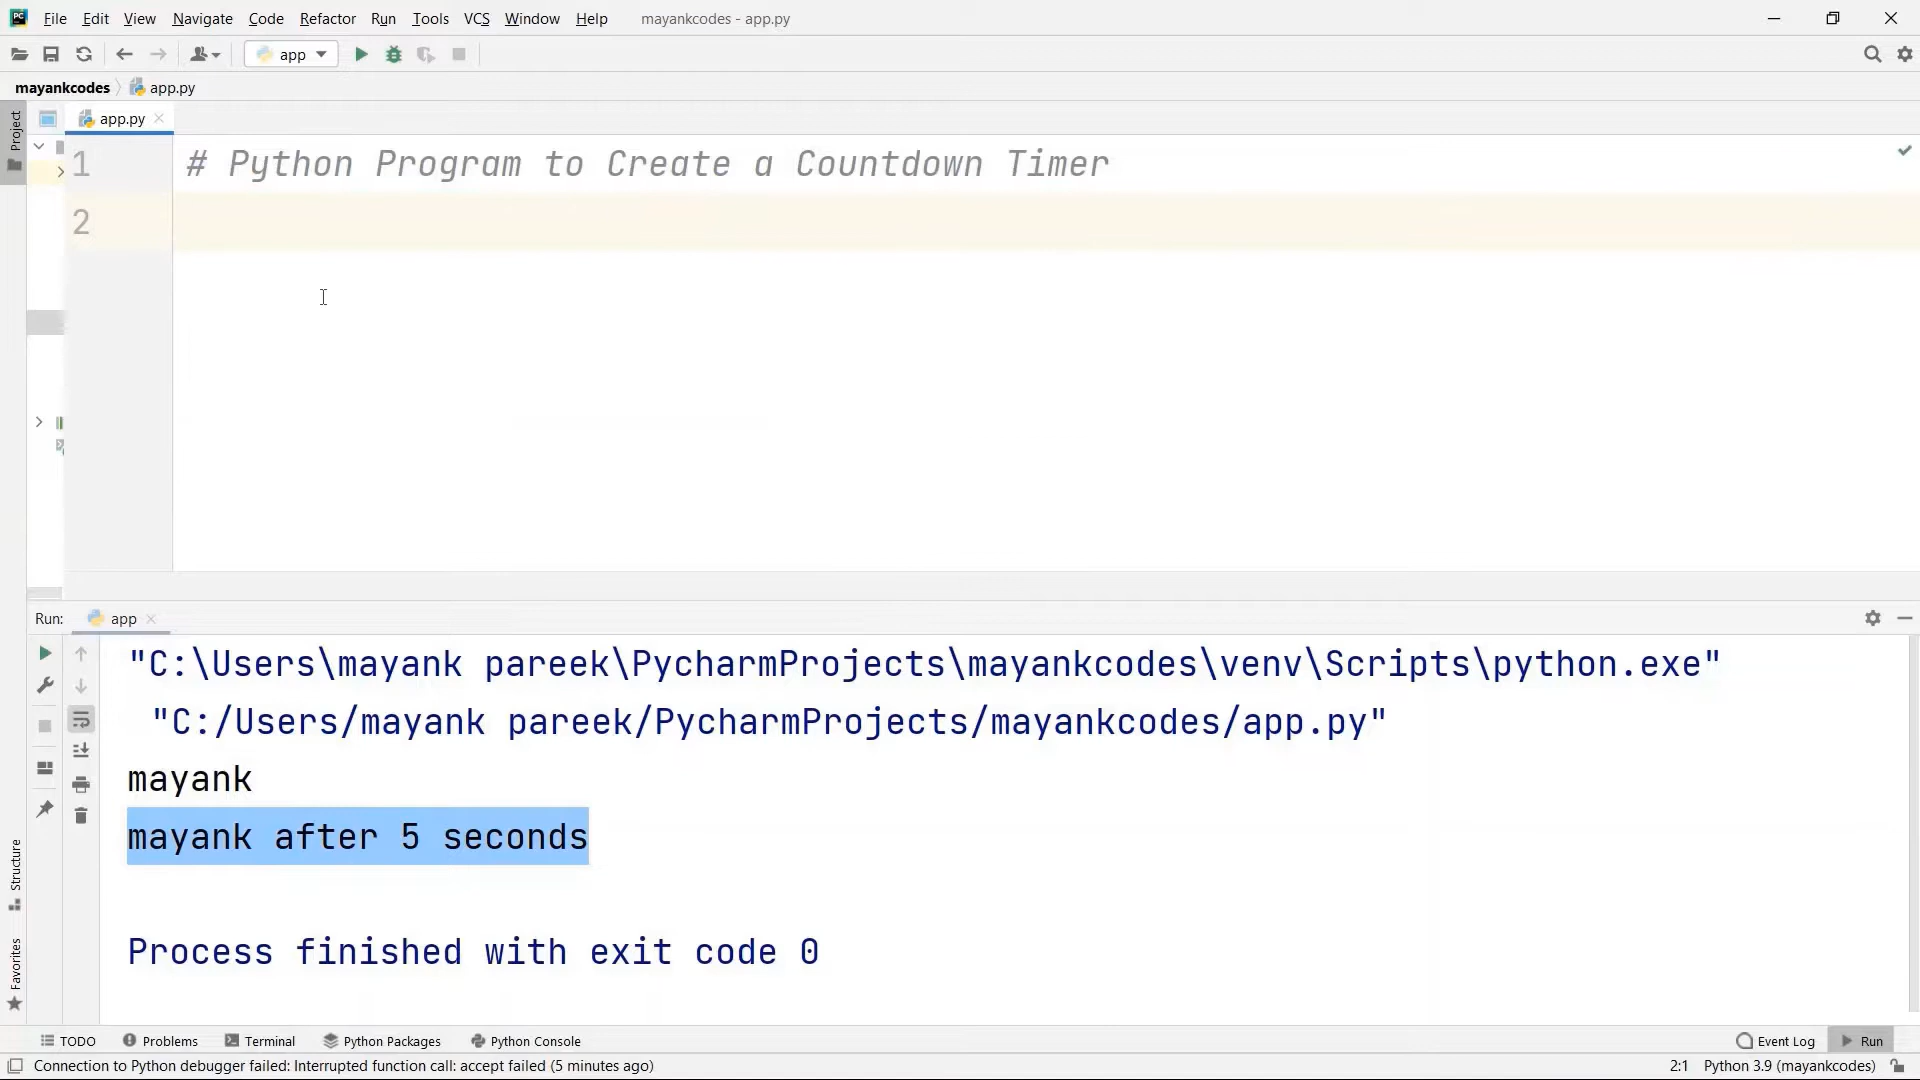 PC File Edit View Navigate Code Refactor Run Tools VCS Window Help mayankcodes - app.py
app
mayankcodes app.py
Project
app.py
1 # Python Program to Create a Countdown Timer
2
Run: app
"C:\Users\mayank pareek\PycharmProjects\mayankcodes\venv\Scripts\python.exe"
"C:/Users/mayank pareek/PycharmProjects/mayankcodes/app.py"
mayank
mayank after 5 seconds
Process finished with exit code 0
Structure
Favorites
TODO Problems Terminal Python Packages Python Console Event Log Run
Connection to Python debugger failed: Interrupted function call: accept failed (5 minutes ago) 2:1 Python 3.9 (mayankcodes)